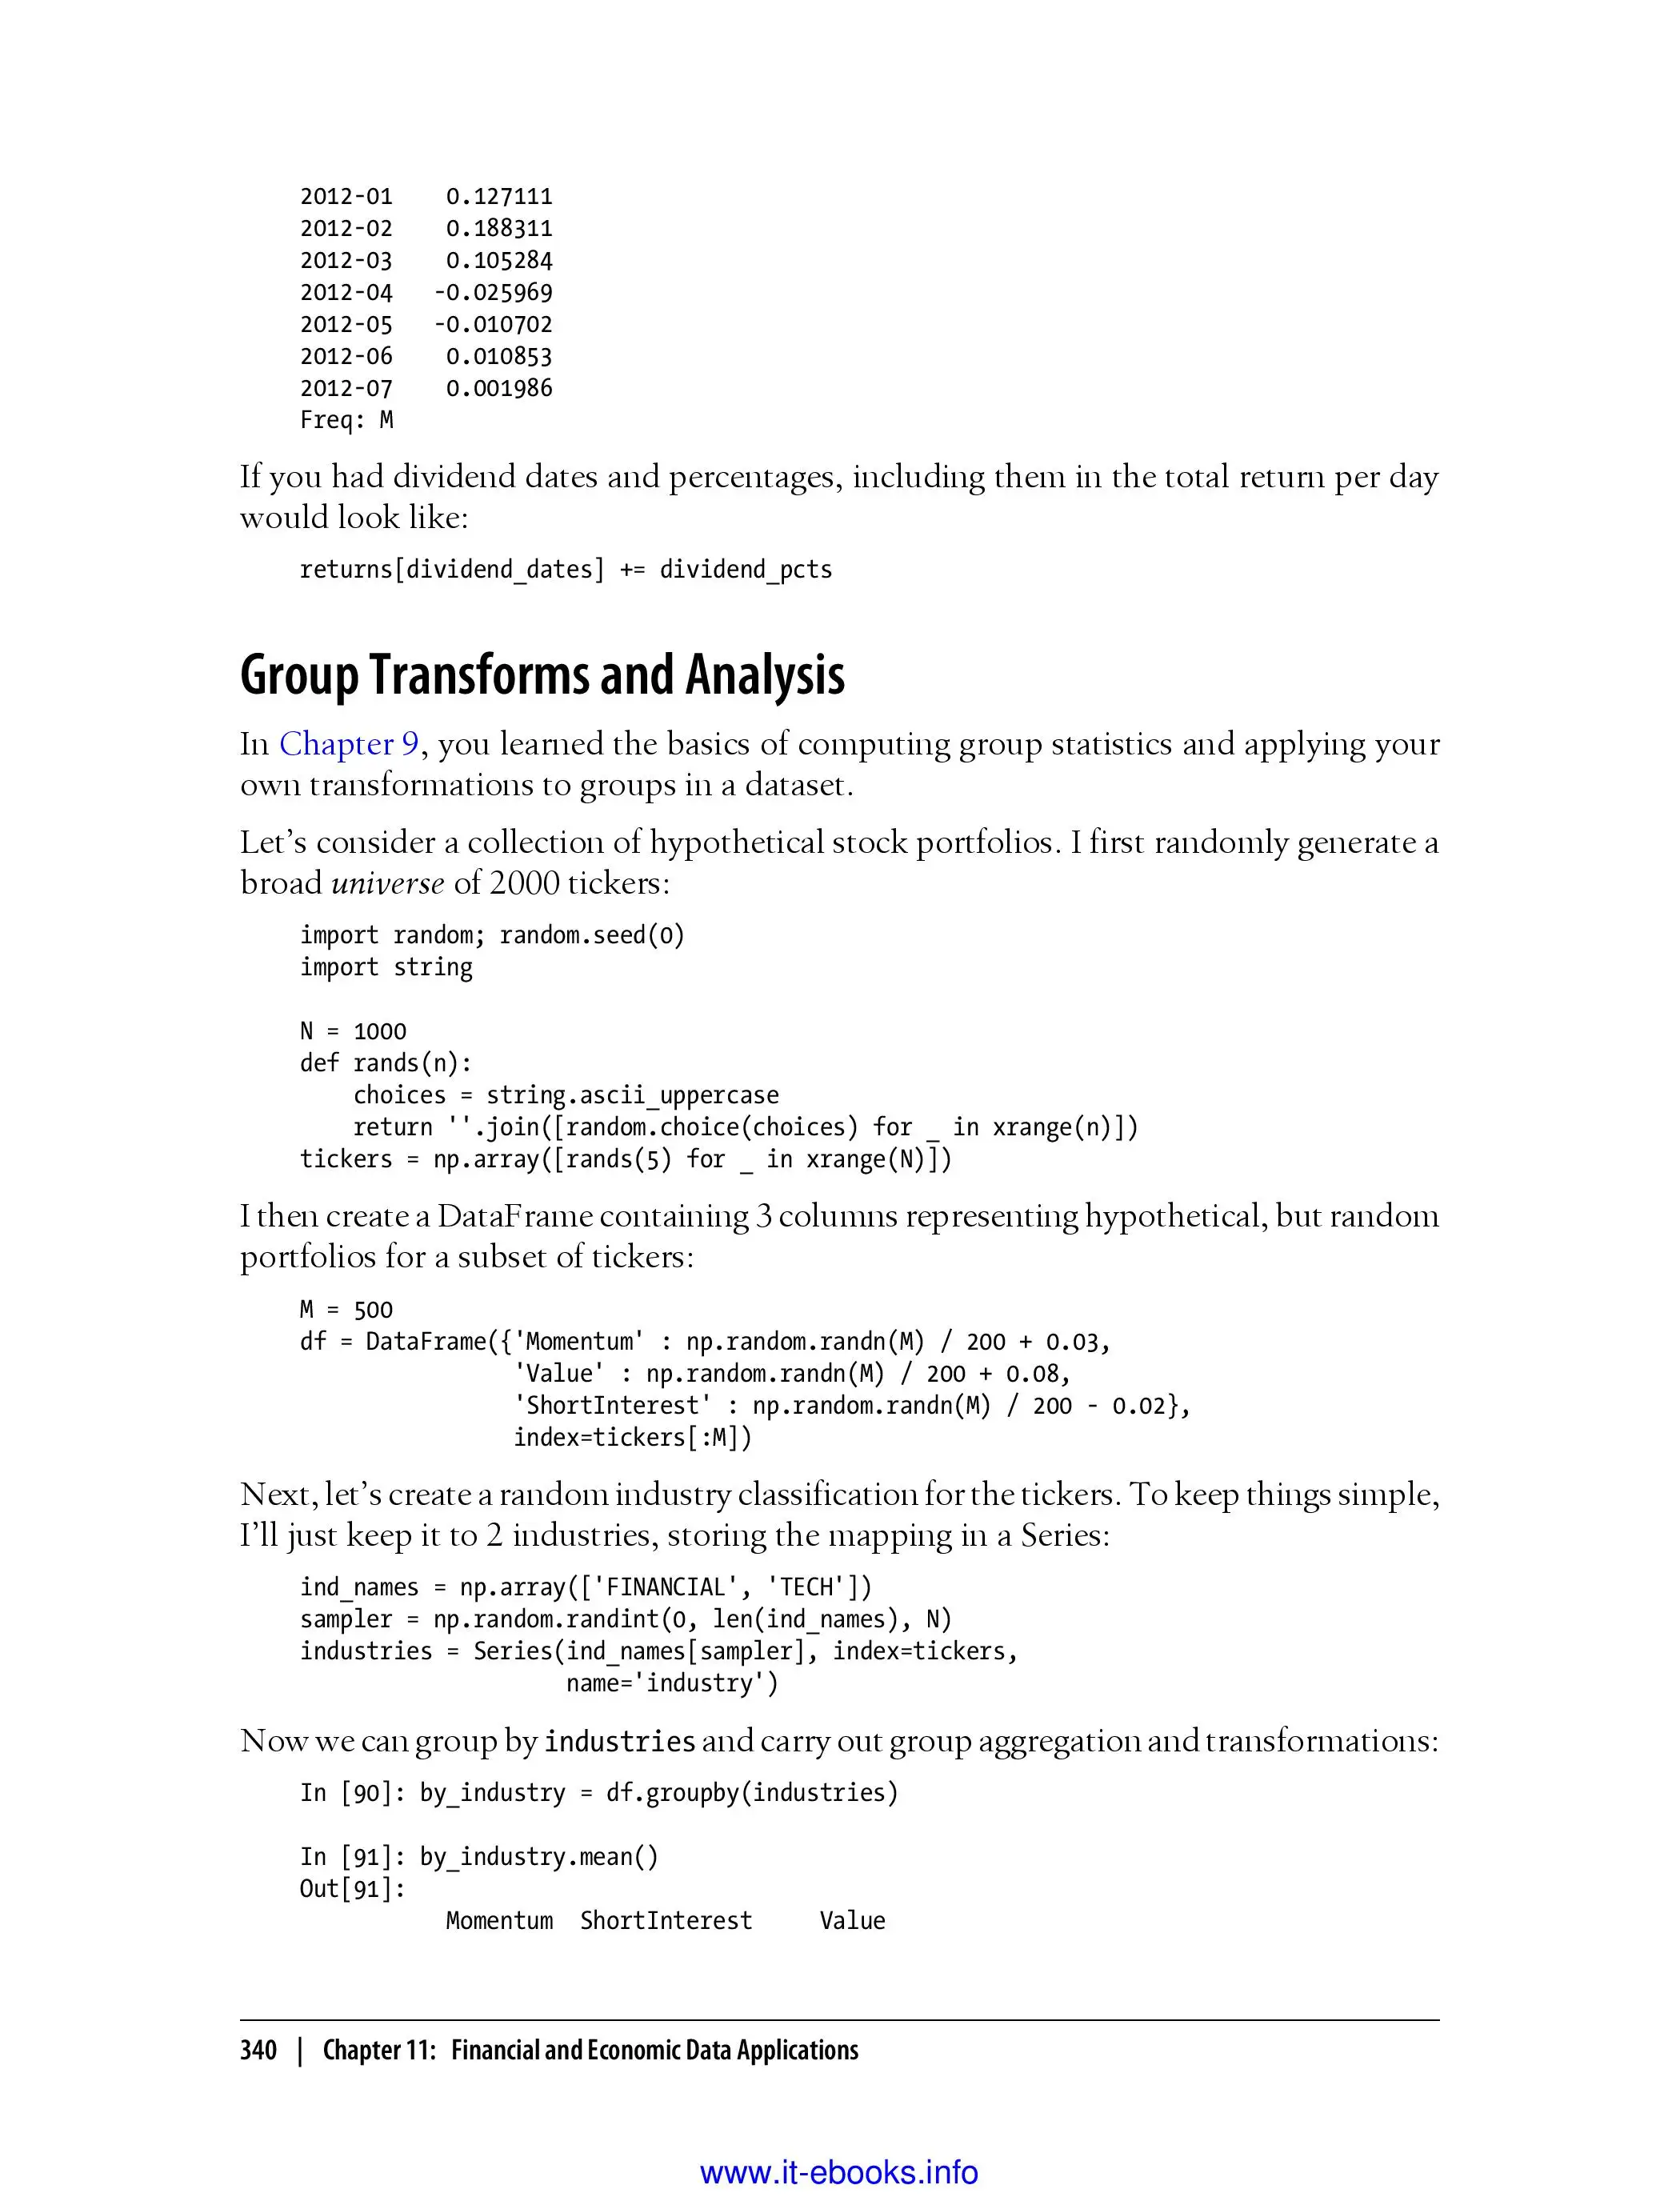 2012-01    0.127111
2012-02    0.188311
2012-03    0.105284
2012-04   -0.025969
2012-05   -0.010702
2012-06    0.010853
2012-07    0.001986
Freq: M
If you had dividend dates and percentages, including them in the total return per day
would look like:
returns[dividend_dates] += dividend_pcts
Group Transforms and Analysis
In Chapter 9, you learned the basics of computing group statistics and applying your
own transformations to groups in a dataset.
Let’s consider a collection of hypothetical stock portfolios. I first randomly generate a
broad universe of 2000 tickers:
import random; random.seed(0)
import string
N = 1000
def rands(n):
    choices = string.ascii_uppercase
    return ''.join([random.choice(choices) for _ in xrange(n)])
tickers = np.array([rands(5) for _ in xrange(N)])
I then create a DataFrame containing 3 columns representing hypothetical, but random
portfolios for a subset of tickers:
M = 500
df = DataFrame({'Momentum' : np.random.randn(M) / 200 + 0.03,
                'Value' : np.random.randn(M) / 200 + 0.08,
                'ShortInterest' : np.random.randn(M) / 200 - 0.02},
                index=tickers[:M])
Next, let’s create a random industry classification for the tickers. To keep things simple,
I’ll just keep it to 2 industries, storing the mapping in a Series:
ind_names = np.array(['FINANCIAL', 'TECH'])
sampler = np.random.randint(0, len(ind_names), N)
industries = Series(ind_names[sampler], index=tickers,
                    name='industry')
Now we can group by industries and carry out group aggregation and transformations:
In [90]: by_industry = df.groupby(industries)
In [91]: by_industry.mean()
Out[91]:
           Momentum  ShortInterest     Value
340 | Chapter 11: Financial and Economic Data Applications
www.it-ebooks.info